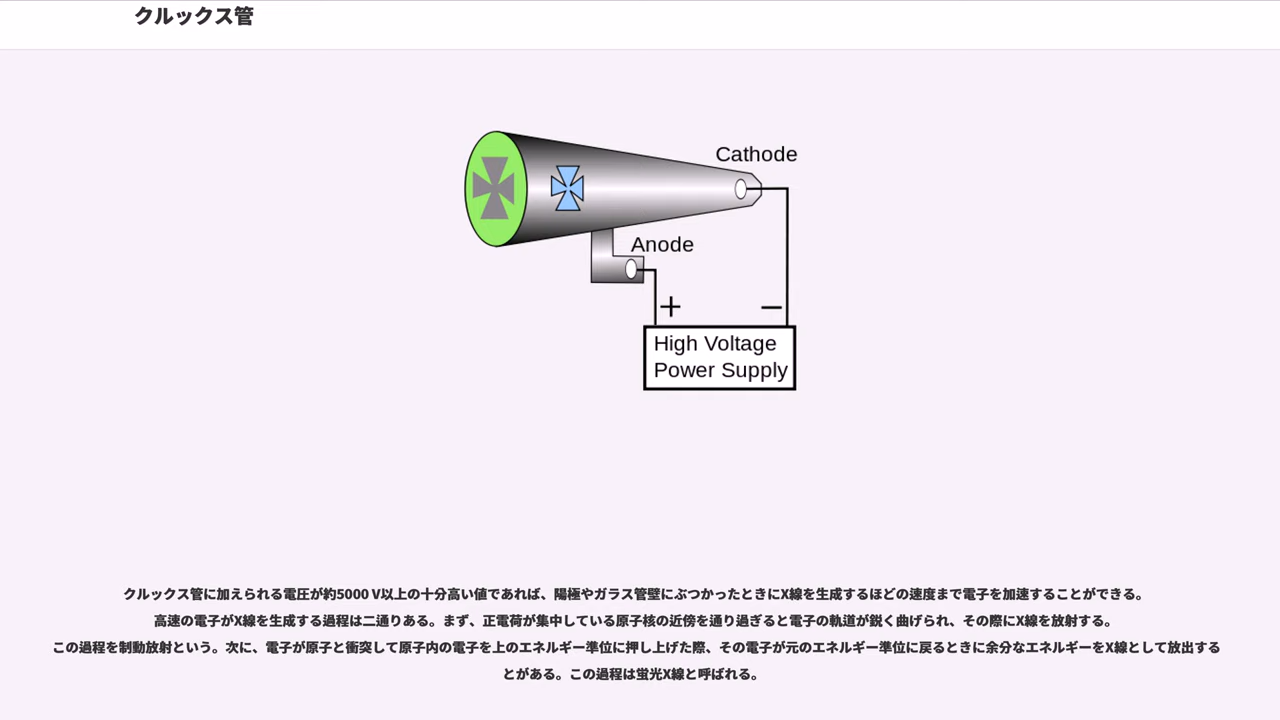 クルックス管
Cathode
Anode
+
−
High Voltage
Power Supply
クルックス管に加えられる電圧が約5000 V以上の十分高い値であれば、陽極やガラス管壁にぶつかったときにX線を生成するほどの速度まで電子を加速することができる。
高速の電子がX線を生成する過程は二通りある。まず、正電荷が集中している原子核の近傍を通り過ぎると電子の軌道が鋭く曲げられ、その際にX線を放射する。
この過程を制動放射という。次に、電子が原子と衝突して原子内の電子を上のエネルギー準位に押し上げた際、その電子が元のエネルギー準位に戻るときに余分なエネルギーをX線として放出する
とがある。この過程は蛍光X線と呼ばれる。